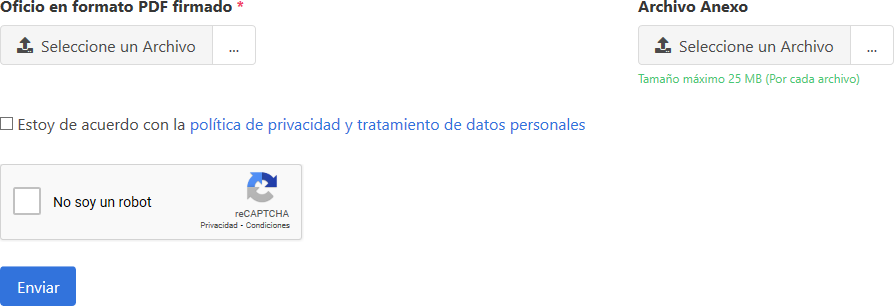 Oficio en formato PDF firmado *
Archivo Anexo
Seleccione un Archivo ...
Seleccione un Archivo ...
Tamaño máximo 25 MB (Por cada archivo)
Estoy de acuerdo con la política de privacidad y tratamiento de datos personales
No soy un robot
reCAPTCHA
Privacidad - Condiciones
Enviar